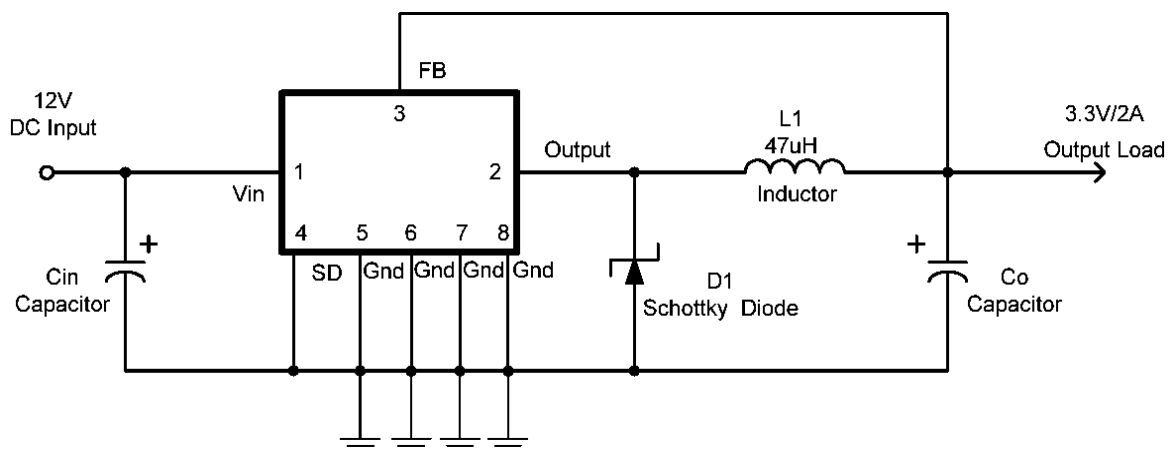 FB
12V
DC Input
3
L1
47uH
3.3V/2A
Output Load
Output
1
2
Vin
Inductor
4 5 6 7 8
SD Gnd Gnd Gnd Gnd
+
Cin
Capacitor
D1
Schottky Diode
+
Co
Capacitor